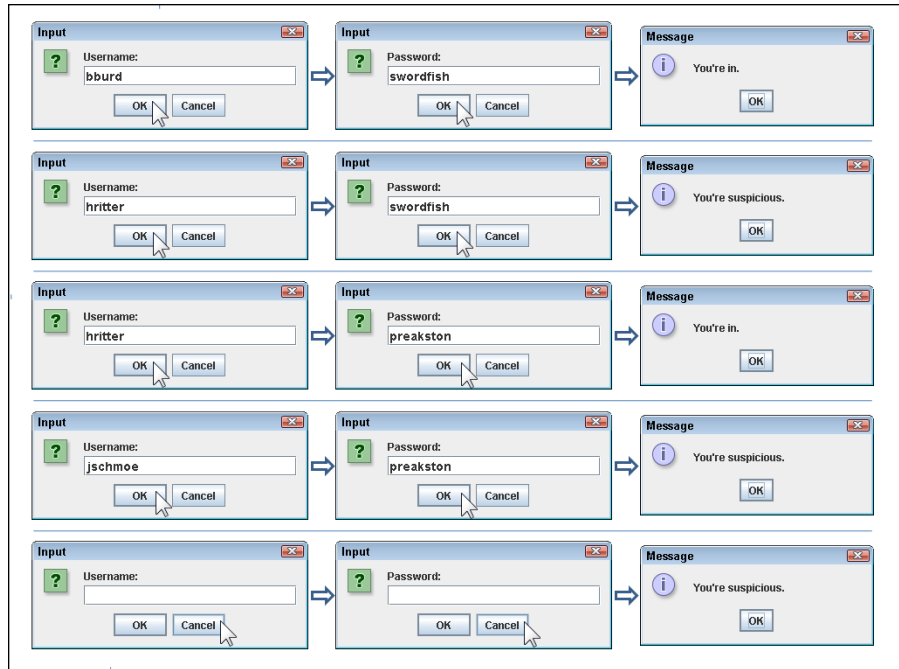 Input
Username:
bburd
OK Cancel
Input
Password:
swordfish
OK Cancel
Message
You're in.
OK
Input
Username:
hritter
OK Cancel
Input
Password:
swordfish
OK Cancel
Message
You're suspicious.
OK
Input
Username:
hritter
OK Cancel
Input
Password:
preakston
OK Cancel
Message
You're in.
OK
Input
Username:
jschmoe
OK Cancel
Input
Password:
preakston
OK Cancel
Message
You're suspicious.
OK
Input
Username:
OK Cancel
Input
Password:
OK Cancel
Message
You're suspicious.
OK